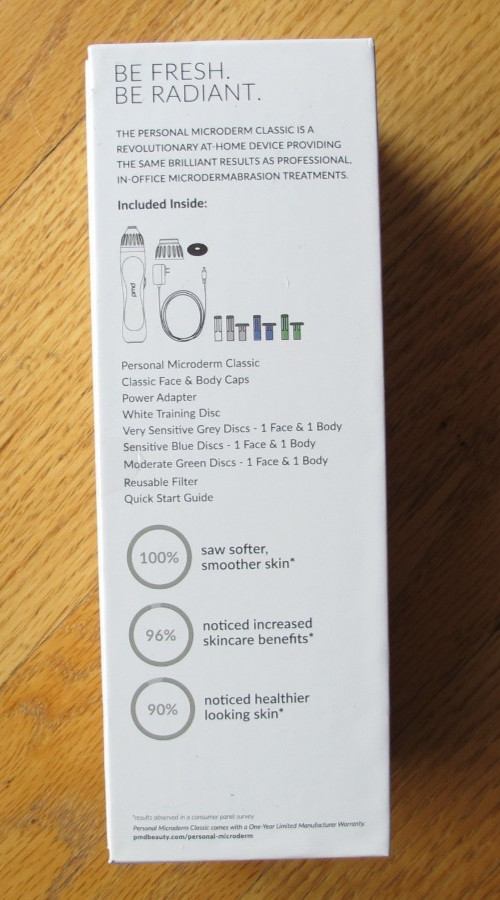 BE FRESH.
BE RADIANT.
THE PERSONAL MICRODERM CLASSIC IS A
REVOLUTIONARY AT-HOME DEVICE PROVIDING
THE SAME BRILLIANT RESULTS AS PROFESSIONAL,
IN-OFFICE MICRODERMABRASION TREATMENTS.
Included Inside:
pmd
Personal Microderm Classic
Classic Face & Body Caps
Power Adapter
White Training Disc
Very Sensitive Grey Discs - 1 Face & 1 Body
Sensitive Blue Discs - 1 Face & 1 Body
Moderate Green Discs - 1 Face & 1 Body
Reusable Filter
Quick Start Guide
100% saw softer,
smoother skin*
96% noticed increased
skincare benefits*
90% noticed healthier
looking skin*
*results observed in a consumer panel survey
Personal Microderm Classic comes with a One-Year Limited Manufacturer Warranty.
pmdbeauty.com/personal-microderm